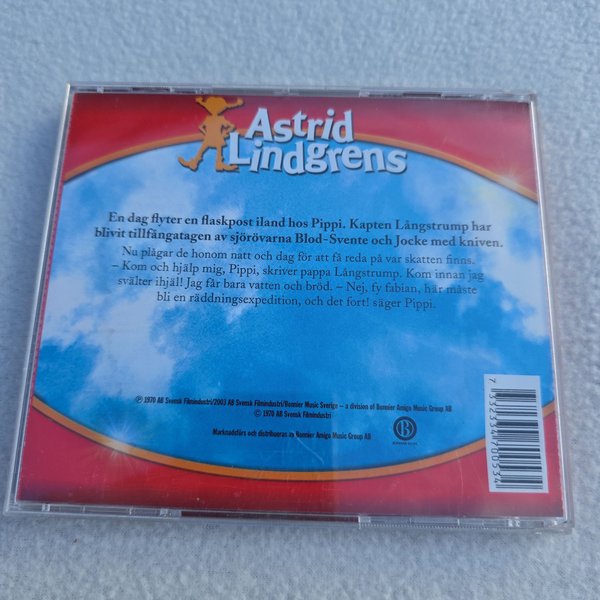 Astrid
Lindgrens
En dag flyter en flaskpost iland hos Pippi. Kapten Långstrump har
blivit tillfångatagen av sjörövarna Blod-Svente och Jocke med kniven.
Nu plågar de honom natt och dag för att få reda på var skatten finns.
– Kom och hjälp mig, Pippi, skriver pappa Långstrump. Kom innan jag
svälter ihjäl! Jag får bara vatten och bröd. – Nej, fy fabian, här måste
bli en räddningsexpedition, och det fort! säger Pippi.
℗ 1970 AB Svensk Filmindustri/2003 AB Svensk Filmindustri/Bonnier Music Sverige – a division of Bonnier Amigo Music Group AB
© 1970 AB Svensk Filmindustri
Marknadsförs och distribueras av Bonnier Amigo Music Group AB
B
BONNIER MUSIC